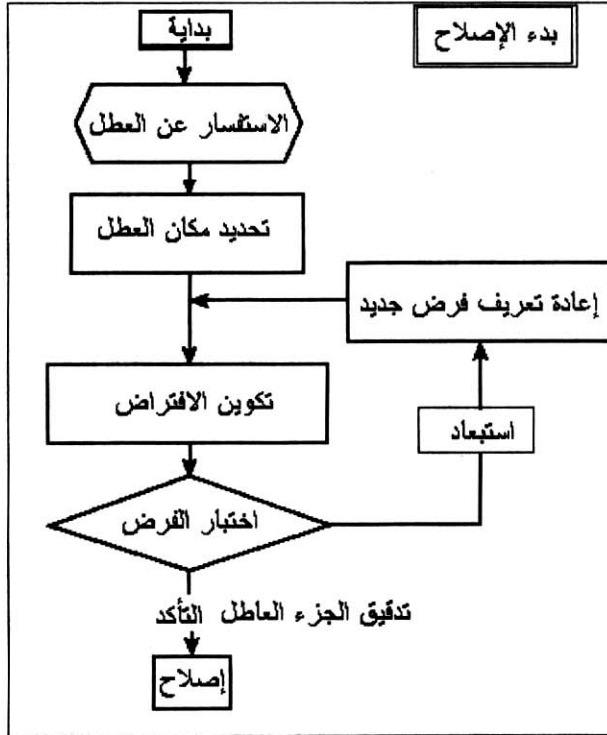 بدء الإصلاح
بداية
الاستفسار عن العطل
تحديد مكان العطل
إعادة تعريف فرض جديد
تكوين الافتراض
استبعاد
اختبار الفرض
التأكد تدقيق الجزء العاطل
إصلاح